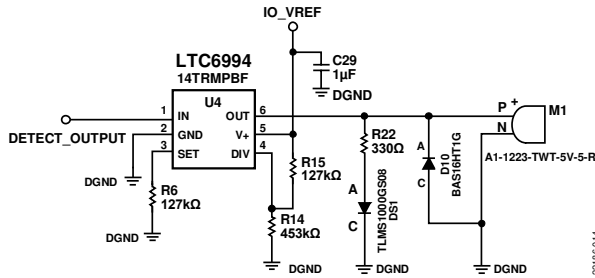 IO_VREF
LTC6994
14TRMPBF
C29
1µF
DGND
U4
1 IN
OUT 6
DETECT_OUTPUT
2 GND
V+ 5
3 SET
DIV 4
DGND
R6
127kΩ
DGND
R15
127kΩ
R14
453kΩ
DGND
R22
330Ω
A
C
TLMS1000GS08
DS1
DGND
A
C
D10
BAS16HT1G
P +
N
M1
A1-1223-TWT-5V-5-R
DGND